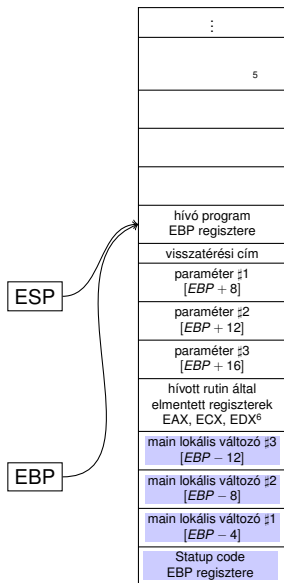 ⋮
5
hívó program
EBP regisztere
visszatérési cím
paraméter ♯1
[EBP + 8]
ESP
paraméter ♯2
[EBP + 12]
paraméter ♯3
[EBP + 16]
hívott rutin által
elmentett regiszterek
EAX, ECX, EDX⁶
main lokális változó ♯3
[EBP − 12]
EBP
main lokális változó ♯2
[EBP − 8]
main lokális változó ♯1
[EBP − 4]
Statup code
EBP regisztere